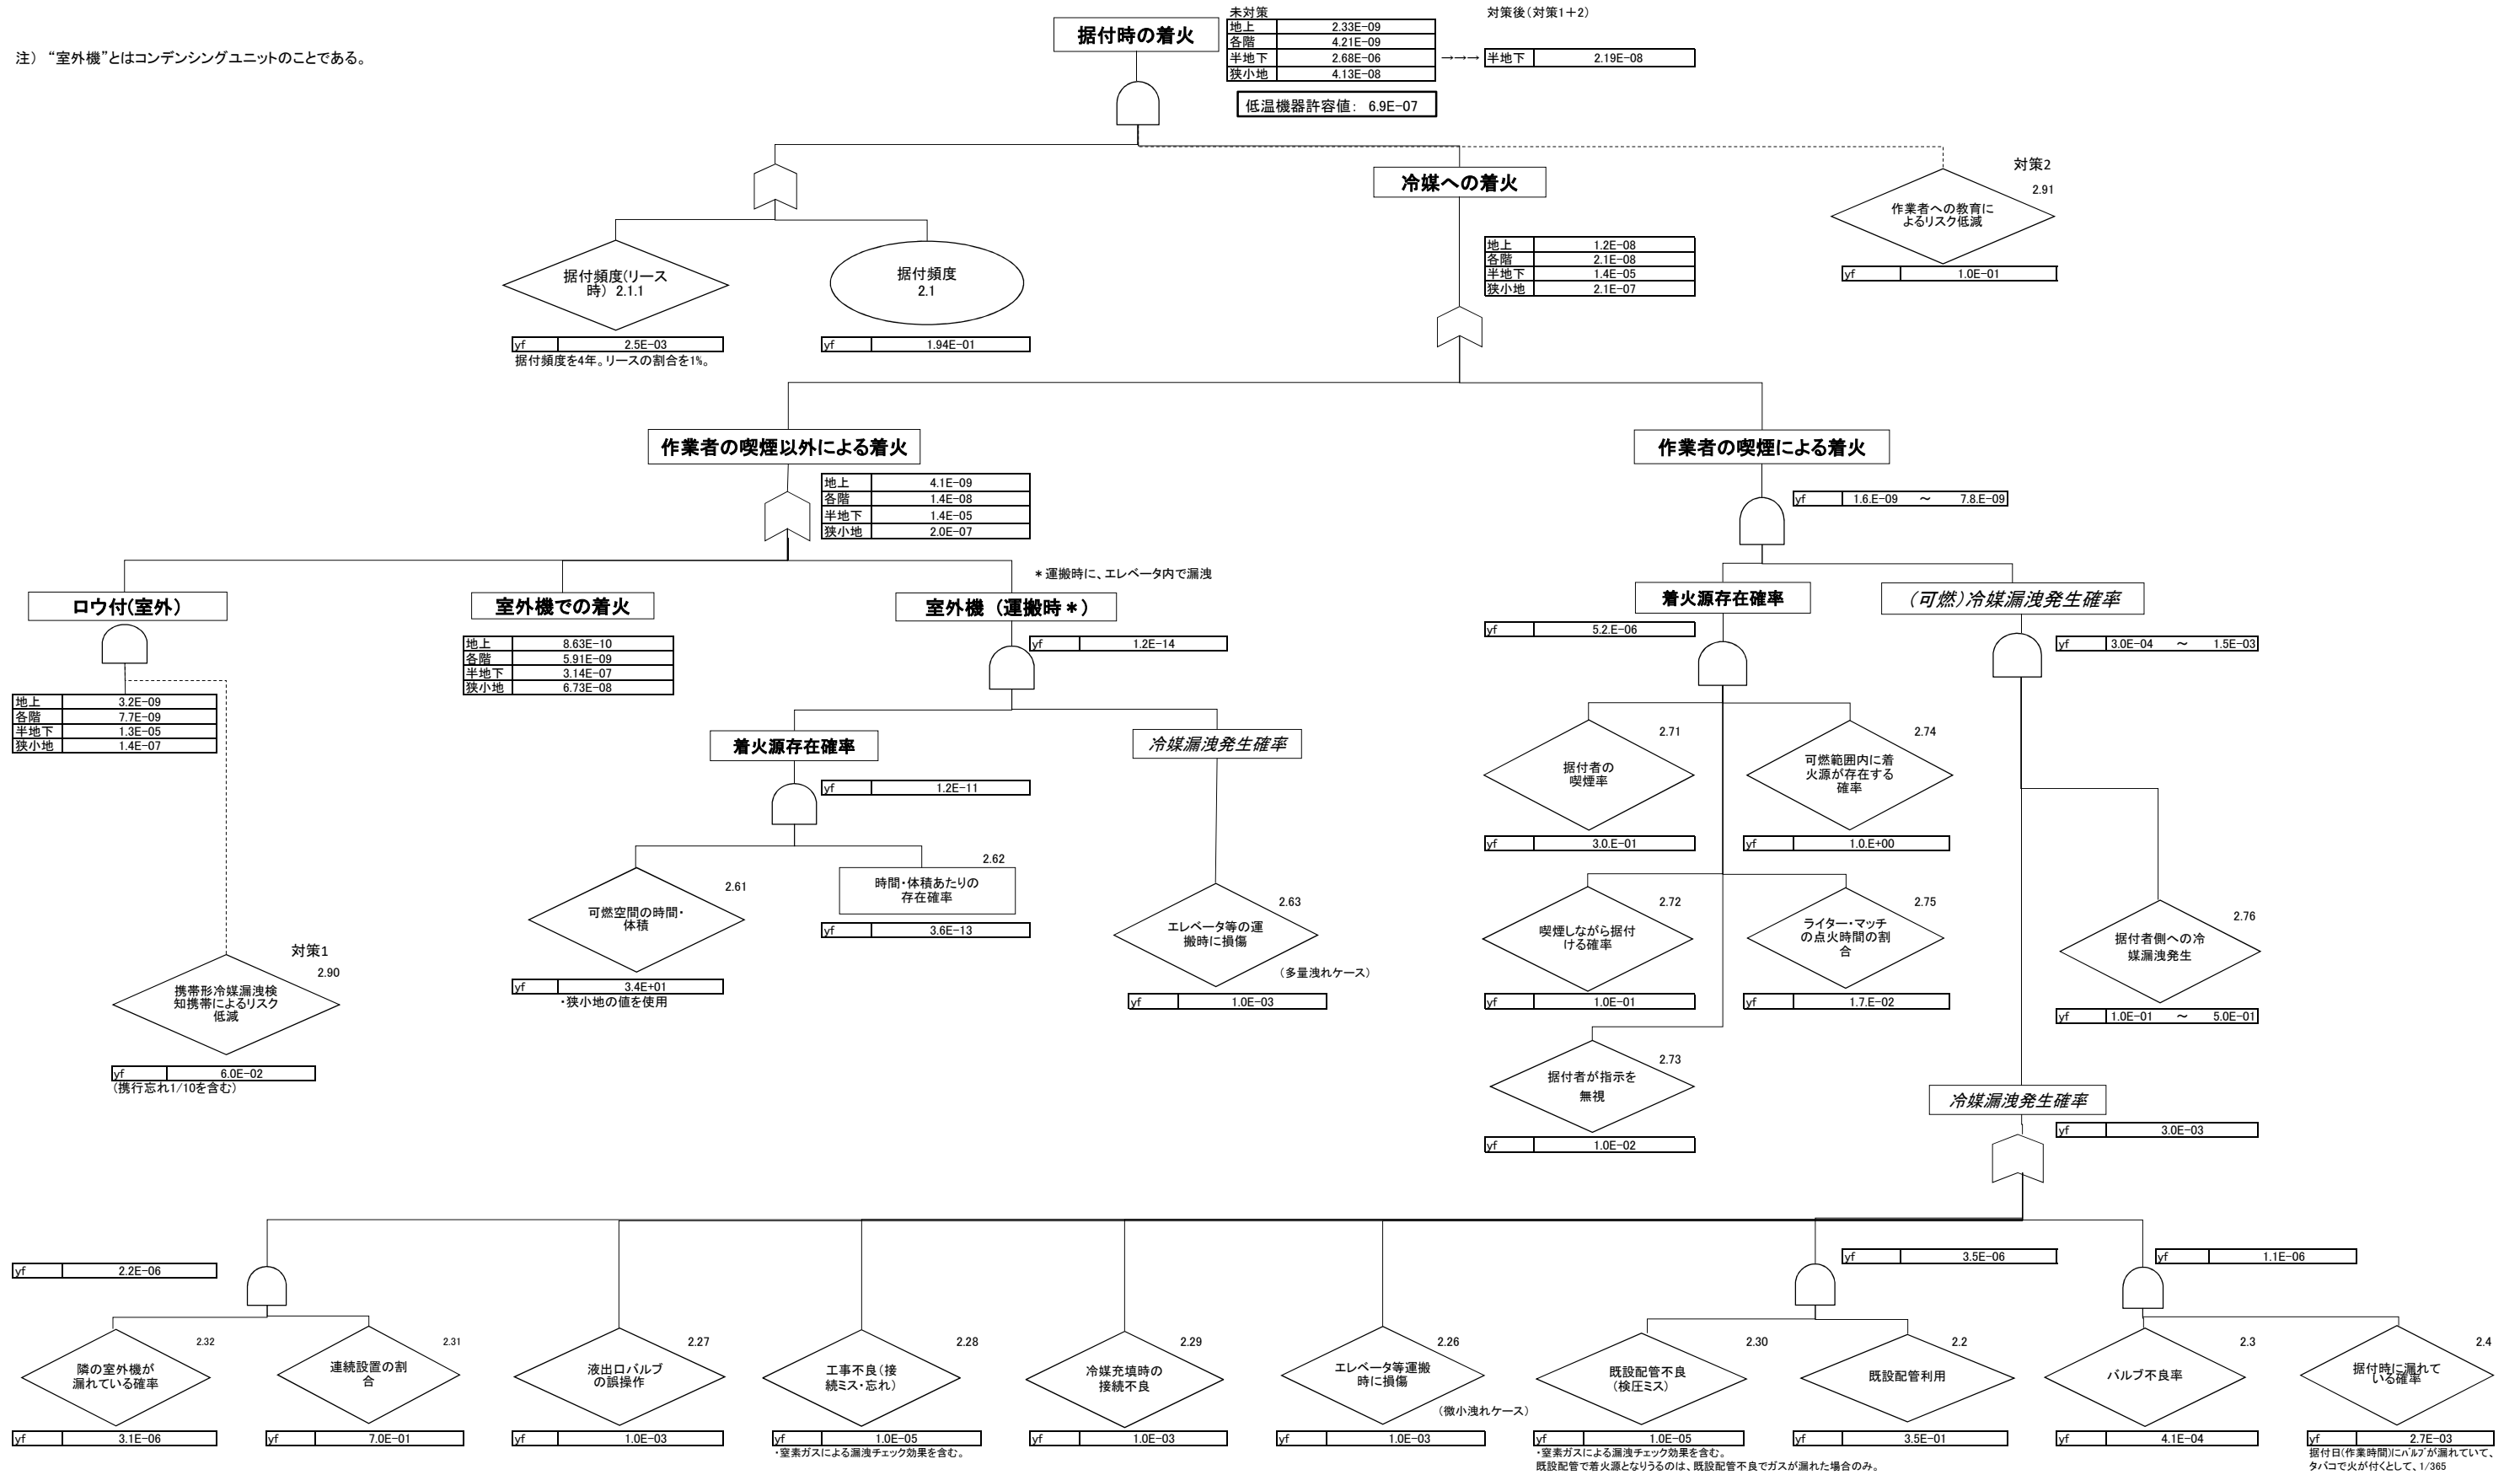 注） “室外機”とはコンデンシングユニットのことである。
据付時の着火
未対策
地上 2.33E-09
各階 4.21E-09
半地下 2.68E-06
狭小地 4.13E-08
→→→
対策後（対策1＋2）
半地下 2.19E-08
低温機器許容値： 6.9E-07
据付頻度(リース
時） 2.1.1
yf 2.5E-03
据付頻度を4年。リースの割合を1%。
据付頻度
2.1
yf 1.94E-01
冷媒への着火
地上 1.2E-08
各階 2.1E-08
半地下 1.4E-05
狭小地 2.1E-07
対策2
2.91
作業者への教育に
よるリスク低減
yf 1.0E-01
作業者の喫煙以外による着火
地上 4.1E-09
各階 1.4E-08
半地下 1.4E-05
狭小地 2.0E-07
作業者の喫煙による着火
yf 1.6.E-09 ～ 7.8.E-09
ロウ付(室外）
地上 3.2E-09
各階 7.7E-09
半地下 1.3E-05
狭小地 1.4E-07
対策1
2.90
携帯形冷媒漏洩検
知携帯によるリスク
低減
yf 6.0E-02
（携行忘れ1/10を含む）
室外機での着火
地上 8.63E-10
各階 5.91E-09
半地下 3.14E-07
狭小地 6.73E-08
＊運搬時に、エレベータ内で漏洩
室外機（運搬時＊）
yf 1.2E-14
着火源存在確率
yf 1.2E-11
2.61
可燃空間の時間・
体積
yf 3.4E+01
・狭小地の値を使用
2.62
時間・体積あたりの
存在確率
yf 3.6E-13
冷媒漏洩発生確率
2.63
エレベータ等の運
搬時に損傷
（多量洩れケース）
yf 1.0E-03
着火源存在確率
yf 5.2.E-06
2.71
据付者の
喫煙率
yf 3.0.E-01
2.74
可燃範囲内に着
火源が存在する
確率
yf 1.0.E+00
2.72
喫煙しながら据付
ける確率
yf 1.0E-01
2.75
ライター・マッチ
の点火時間の割
合
yf 1.7.E-02
2.73
据付者が指示を
無視
yf 1.0E-02
（可燃）冷媒漏洩発生確率
yf 3.0E-04 ～ 1.5E-03
2.76
据付者側への冷
媒漏洩発生
yf 1.0E-01 ～ 5.0E-01
冷媒漏洩発生確率
yf 3.0E-03
yf 2.2E-06
2.32
隣の室外機が
漏れている確率
yf 3.1E-06
2.31
連続設置の割
合
yf 7.0E-01
2.27
液出口バルブ
の誤操作
yf 1.0E-03
2.28
工事不良（接
続ミス・忘れ）
yf 1.0E-05
・窒素ガスによる漏洩チェック効果を含む。
2.29
冷媒充填時の
接続不良
yf 1.0E-03
2.26
エレベータ等運搬
時に損傷
（微小洩れケース）
yf 1.0E-03
yf 3.5E-06
2.30
既設配管不良
（検圧ミス）
yf 1.0E-05
・窒素ガスによる漏洩チェック効果を含む。
既設配管で着火源となりうるのは、既設配管不良でガスが漏れた場合のみ。
2.2
既設配管利用
yf 3.5E-01
yf 1.1E-06
2.3
バルブ不良率
yf 4.1E-04
2.4
据付時に漏れて
いる確率
yf 2.7E-03
据付日(作業時間)にﾊﾞﾙﾌﾞが漏れていて、
タバコで火が付くとして、1/365